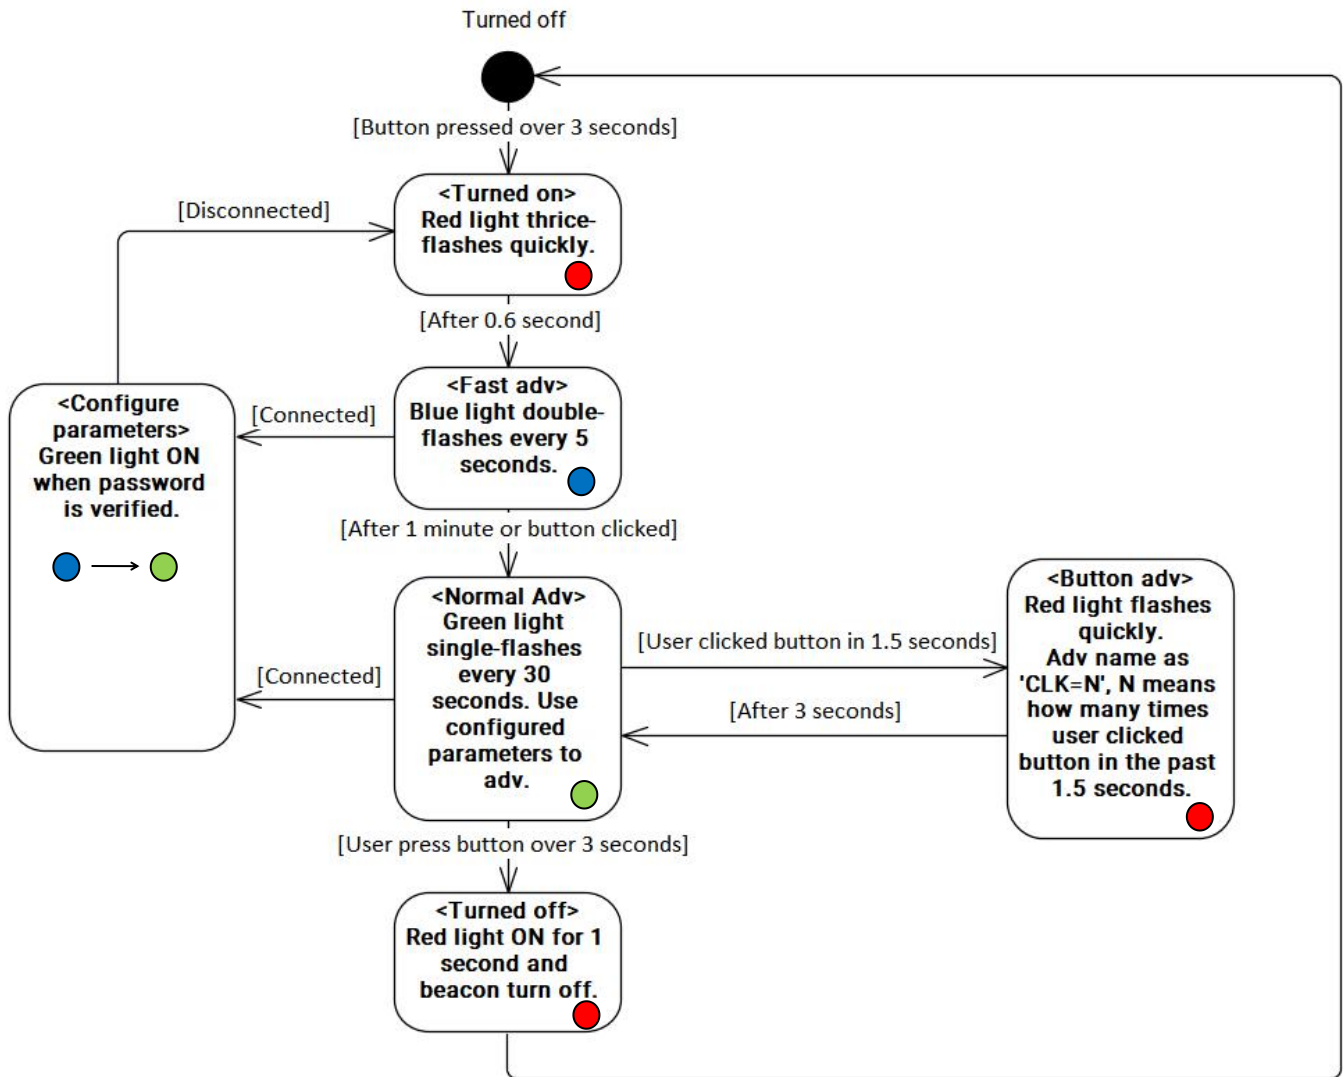 Turned off
[Button pressed over 3 seconds]
<Turned on>
Red light thrice-
flashes quickly.
[Disconnected]
[After 0.6 second]
<Fast adv>
Blue light double-
flashes every 5
seconds.
[Connected]
<Configure
parameters>
Green light ON
when password
is verified.
[After 1 minute or button clicked]
<Normal Adv>
Green light
single-flashes
every 30
seconds. Use
configured
parameters to
adv.
[Connected]
[User clicked button in 1.5 seconds]
[After 3 seconds]
<Button adv>
Red light flashes
quickly.
Adv name as
'CLK=N', N means
how many times
user clicked
button in the past
1.5 seconds.
[User press button over 3 seconds]
<Turned off>
Red light ON for 1
second and
beacon turn off.